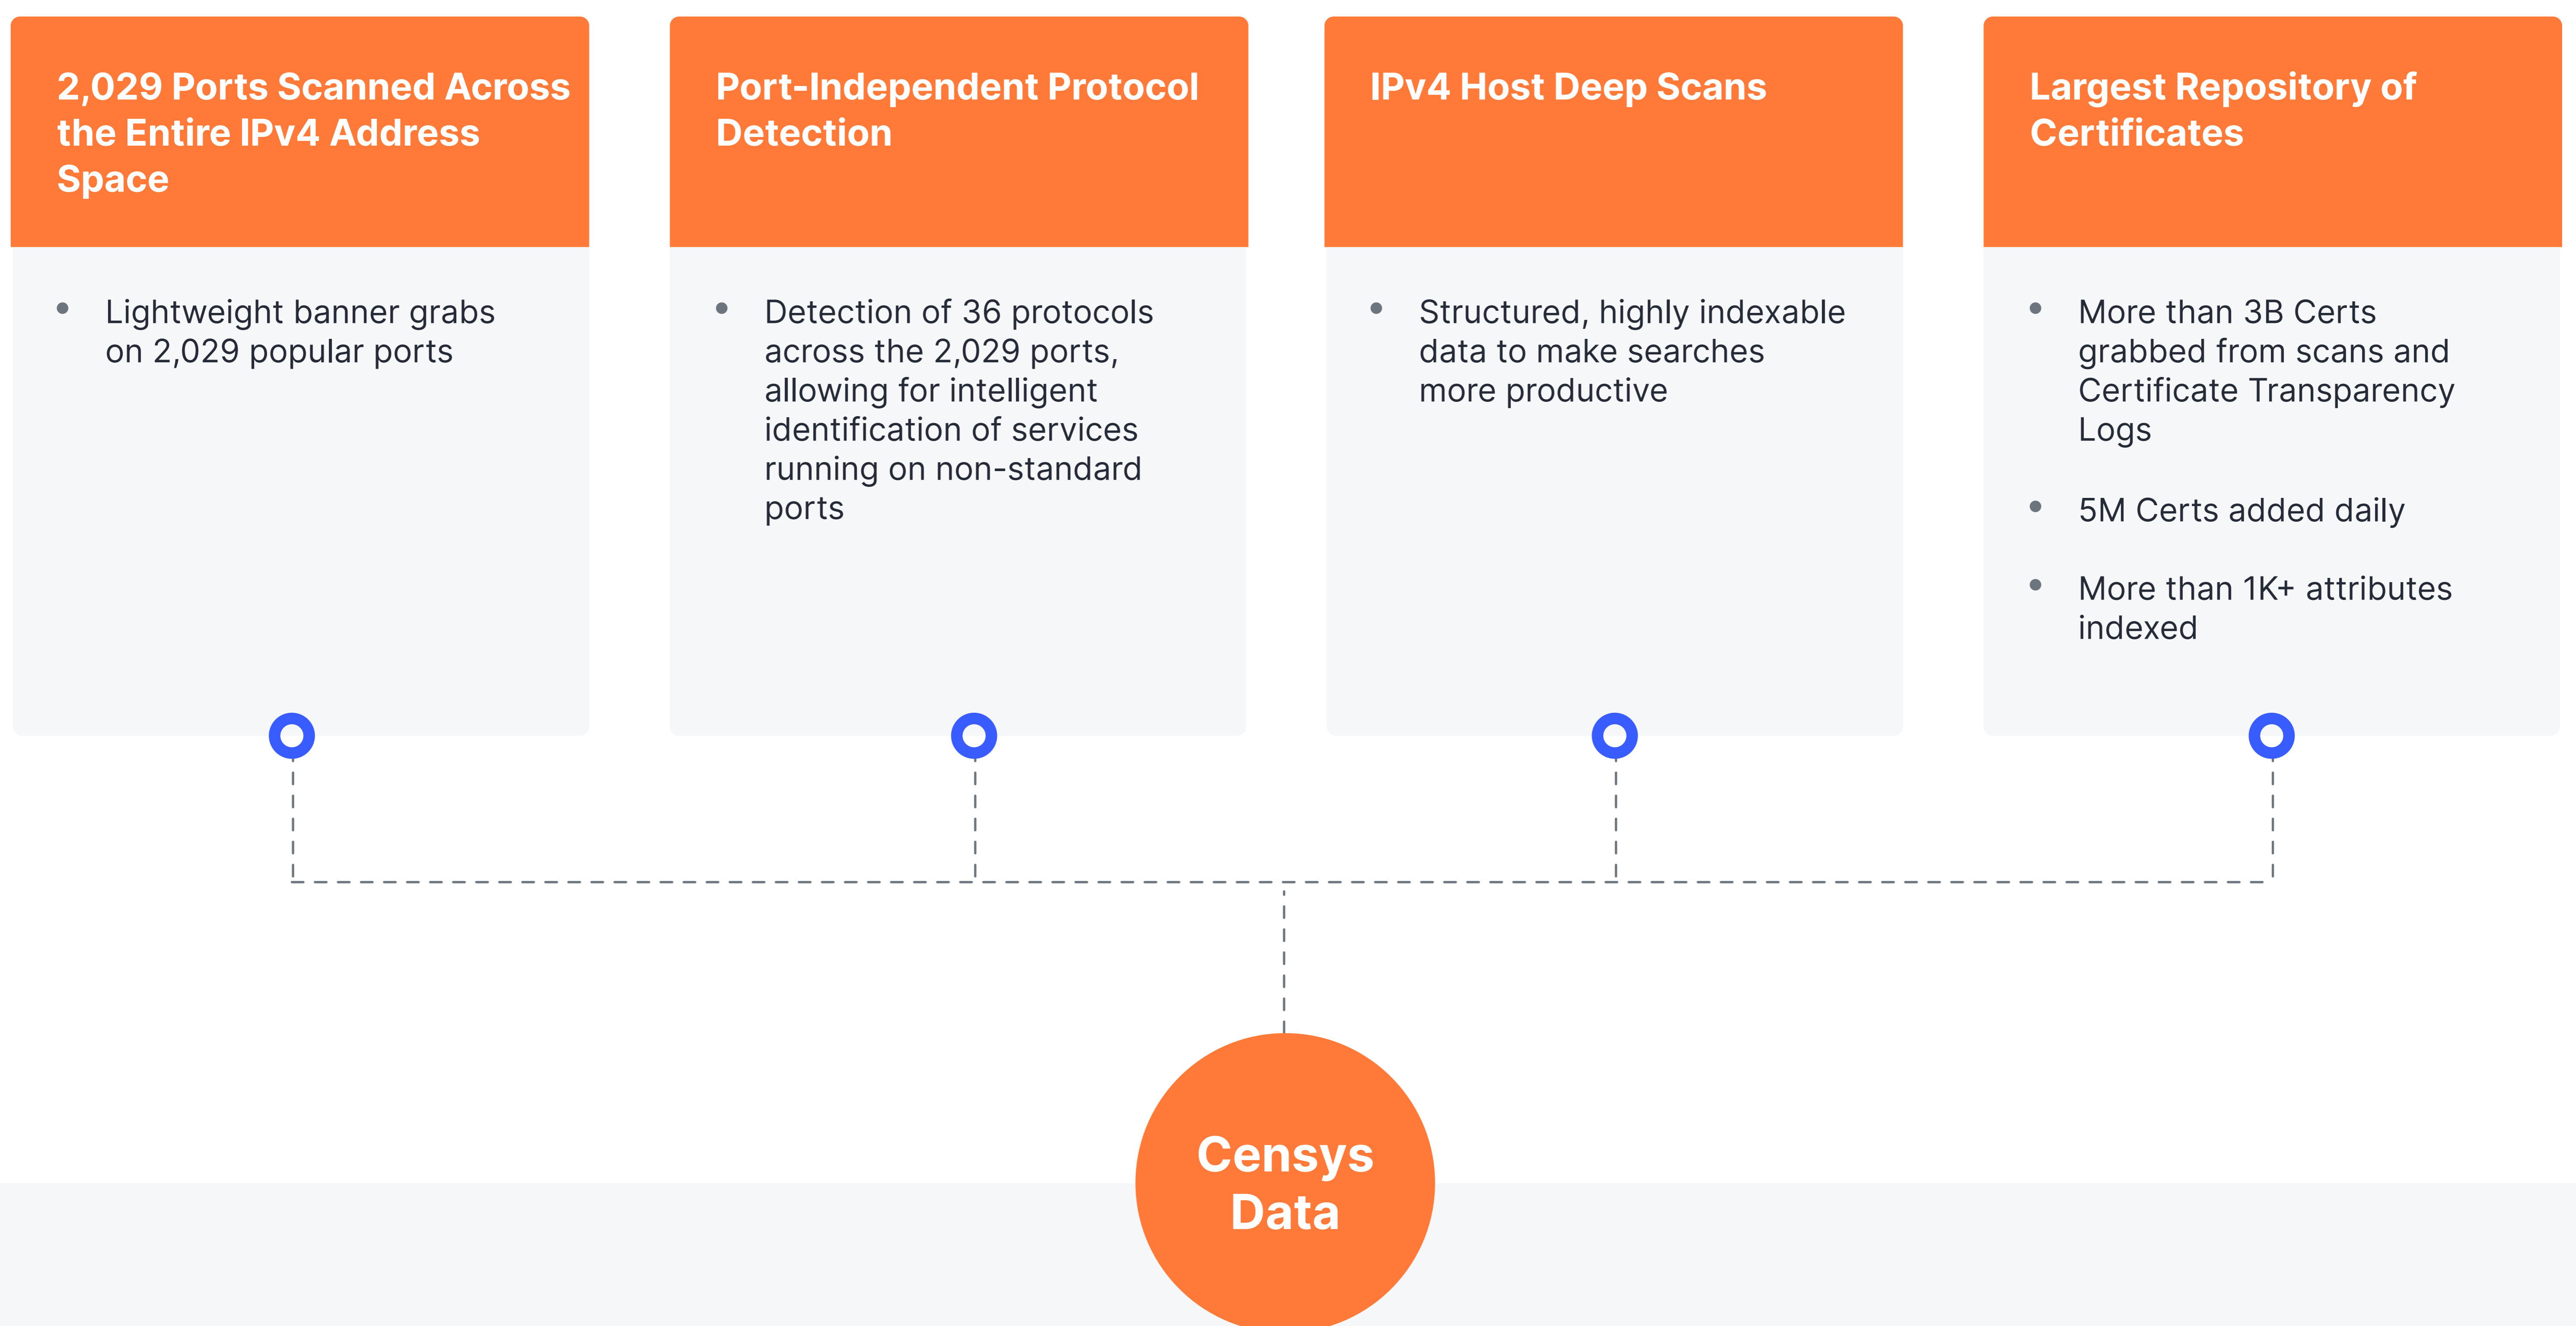 2,029 Ports Scanned Across
the Entire IPv4 Address
Space
Lightweight banner grabs
on 2,029 popular ports
Port-Independent Protocol
Detection
Detection of 36 protocols
across the 2,029 ports,
allowing for intelligent
identification of services
running on non-standard
ports
IPv4 Host Deep Scans
Structured, highly indexable
data to make searches
more productive
Largest Repository of
Certificates
More than 3B Certs
grabbed from scans and
Certificate Transparency
Logs
5M Certs added daily
More than 1K+ attributes
indexed
Censys
Data